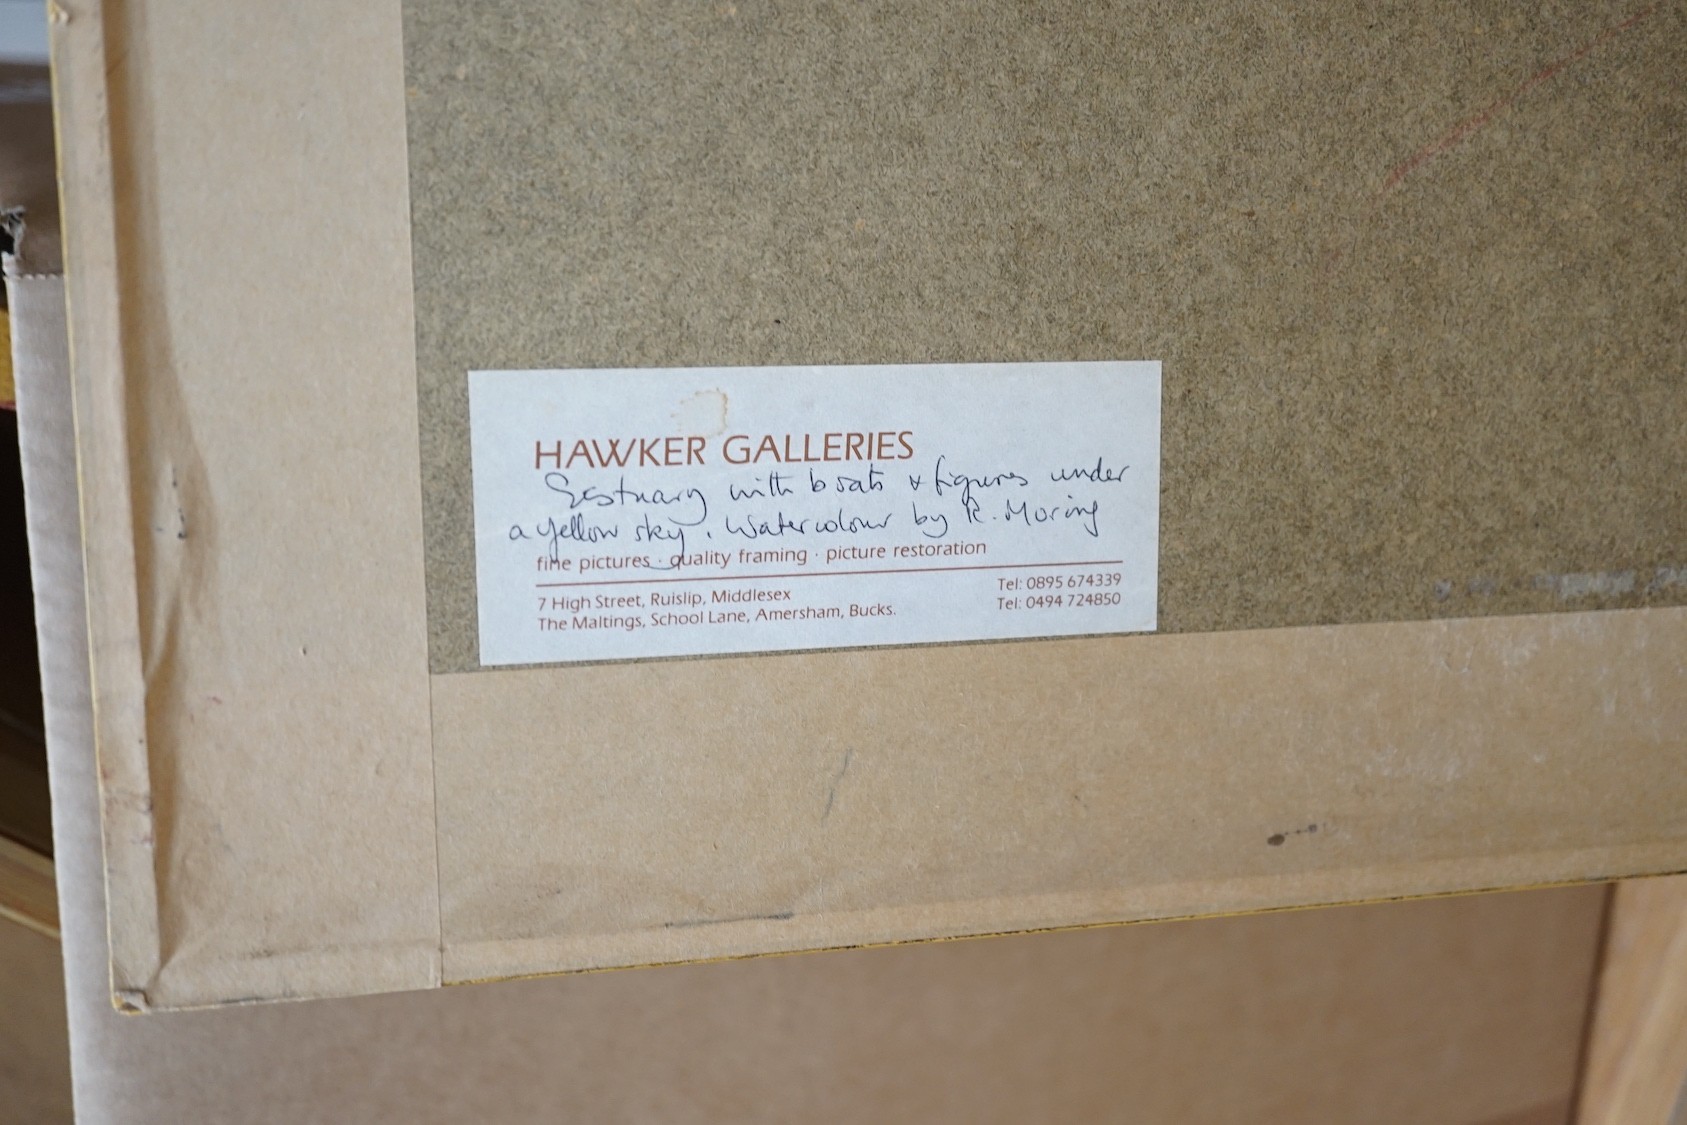 HAWKER GALLERIES
Eestuary with boats & figures under
a yellow sky. Watercolour by R. Moring
fine pictures · quality framing · picture restoration
7 High Street, Ruislip, Middlesex
The Maltings, School Lane, Amersham, Bucks.
Tel: 0895 674339
Tel: 0494 724850